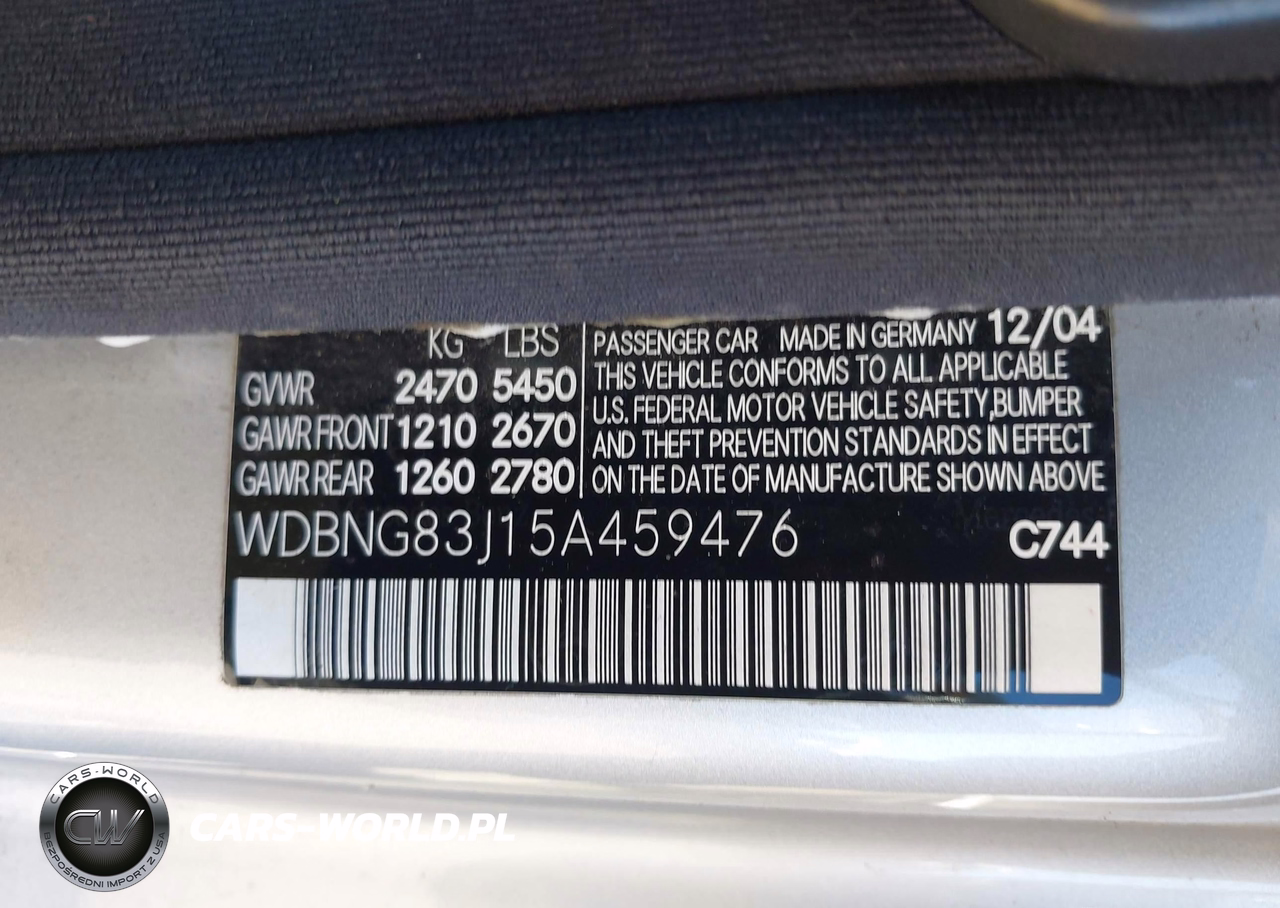 KG LBS
GVWR 2470 5450
GAWR FRONT 1210 2670
GAWR REAR 1260 2780
PASSENGER CAR MADE IN GERMANY 12/04
THIS VEHICLE CONFORMS TO ALL APPLICABLE
U.S. FEDERAL MOTOR VEHICLE SAFETY,BUMPER
AND THEFT PREVENTION STANDARDS IN EFFECT
ON THE DATE OF MANUFACTURE SHOWN ABOVE
WDBNG83J15A459476 C744
CARS-WORLD
CW
BEZPOŚREDNI IMPORT Z USA
CARS-WORLD.PL